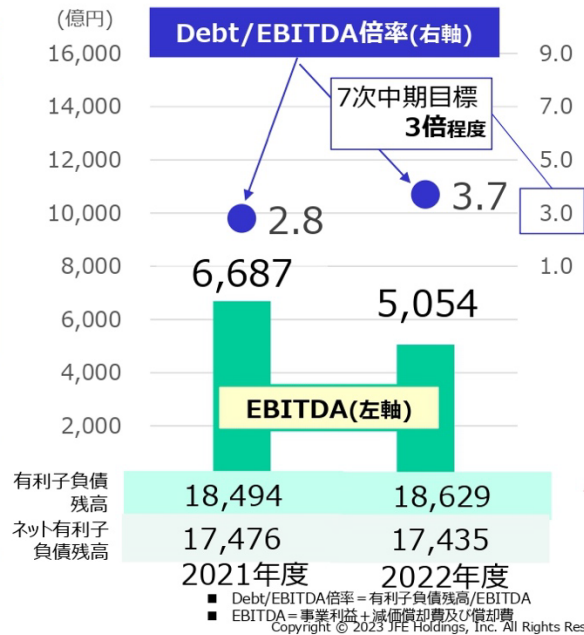 (億円)
Debt/EBITDA倍率(右軸)
16,000
9.0
7次中期目標
3倍程度
14,000
7.0
12,000
5.0
10,000
2.8
3.7
3.0
8,000
6,687
5,054
1.0
6,000
4,000
EBITDA(左軸)
2,000
有利子負債
残高
18,494
18,629
ネット有利子
負債残高
17,476
17,435
2021年度
2022年度
■ Debt/EBITDA倍率=有利子負債残高/EBITDA
■ EBITDA=事業利益+減価償却費及び償却費
Copyright © 2023 JFE Holdings, Inc. All Rights Res